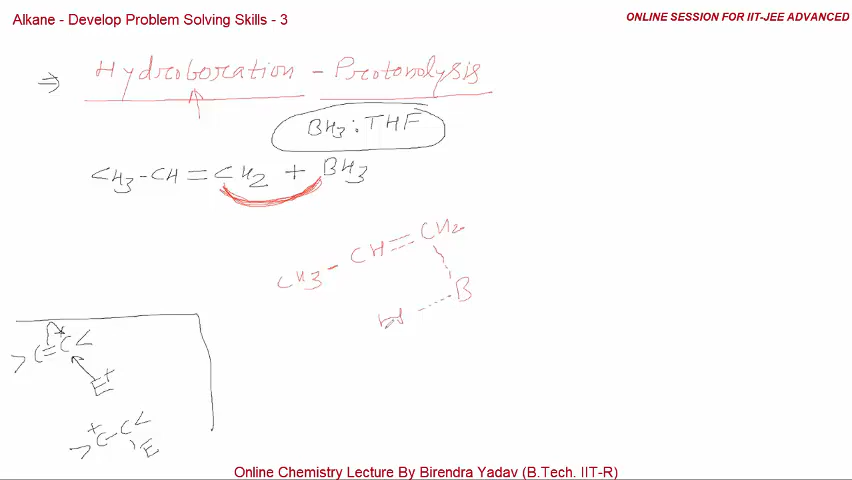 Alkane - Develop Problem Solving Skills - 3
ONLINE SESSION FOR IIT-JEE ADVANCED
⇒ Hydroboration - Protonolysis
BH3:THF
CH3-CH=CH2 + BH3
CH3-CH=CH2
B
>C=C<
E+
+
>C-C<
E
Online Chemistry Lecture By Birendra Yadav (B.Tech. IIT-R)